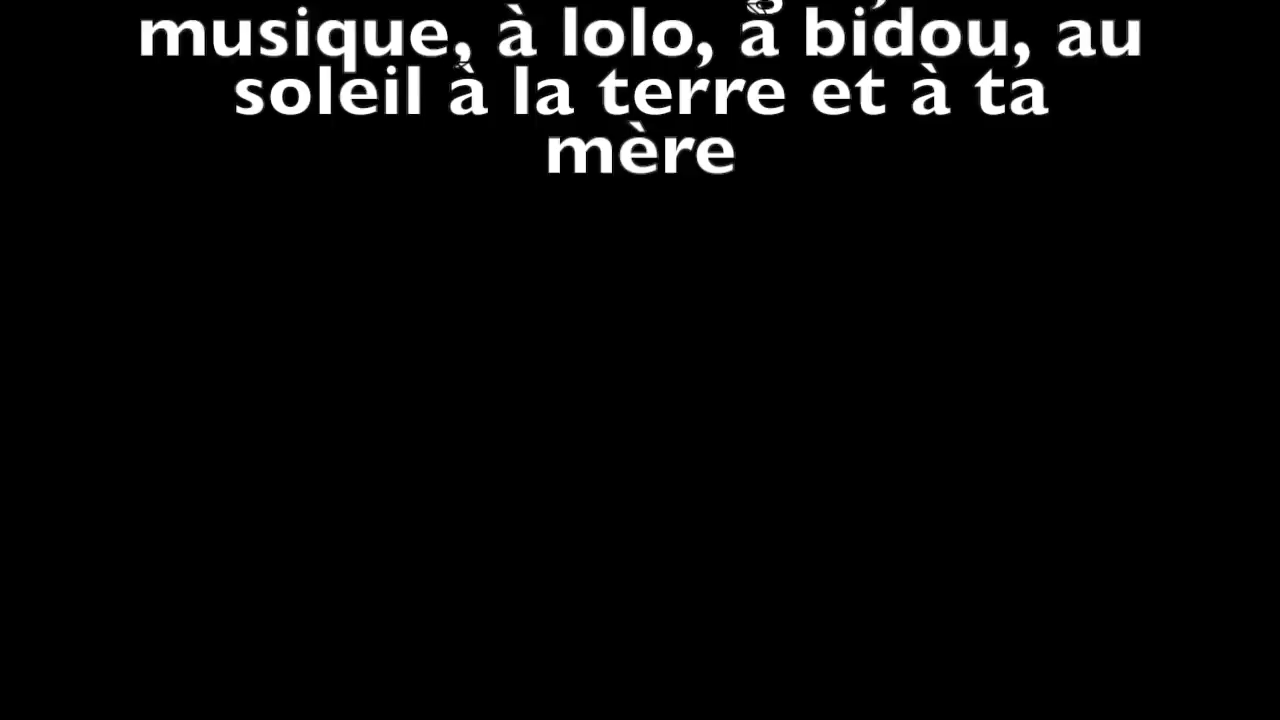 musique, à lolo, à bidou, au
soleil à la terre et à ta
mère